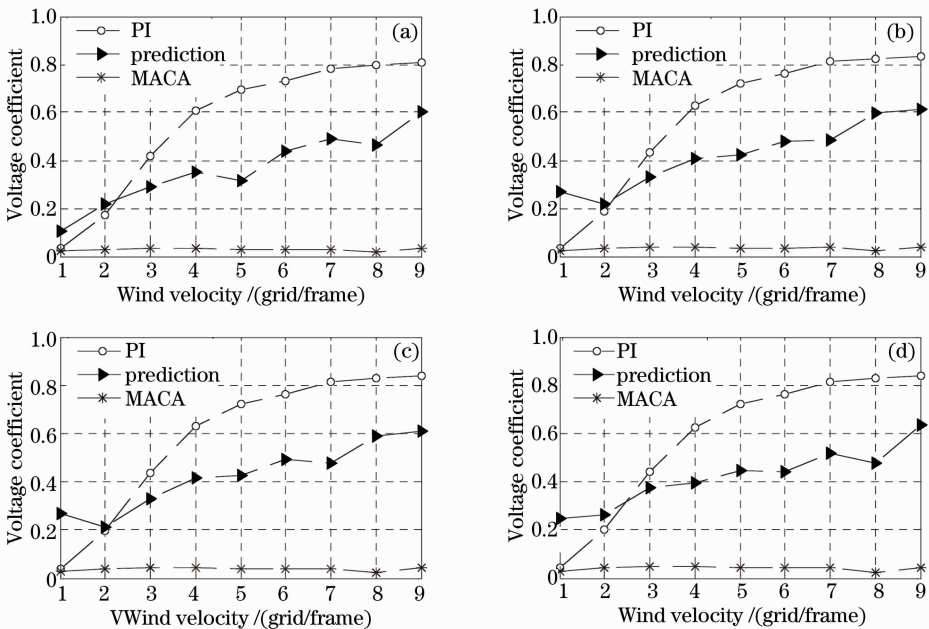 1.0
PI
(a)
prediction
0.8
MACA
0.6
0.4
0.2
0
Voltage coefficient
1 2 3 4 5 6 7 8 9
Wind velocity /(grid/frame)
1.0
PI
(b)
prediction
0.8
MACA
0.6
0.4
0.2
0
Voltage coefficient
1 2 3 4 5 6 7 8 9
Wind velocity /(grid/frame)
1.0
PI
(c)
prediction
0.8
MACA
0.6
0.4
0.2
0
Voltage coefficient
1 2 3 4 5 6 7 8 9
VWind velocity /(grid/frame)
1.0
PI
(d)
prediction
0.8
MACA
0.6
0.4
0.2
0
Voltage coefficient
1 2 3 4 5 6 7 8 9
Wind velocity /(grid/frame)